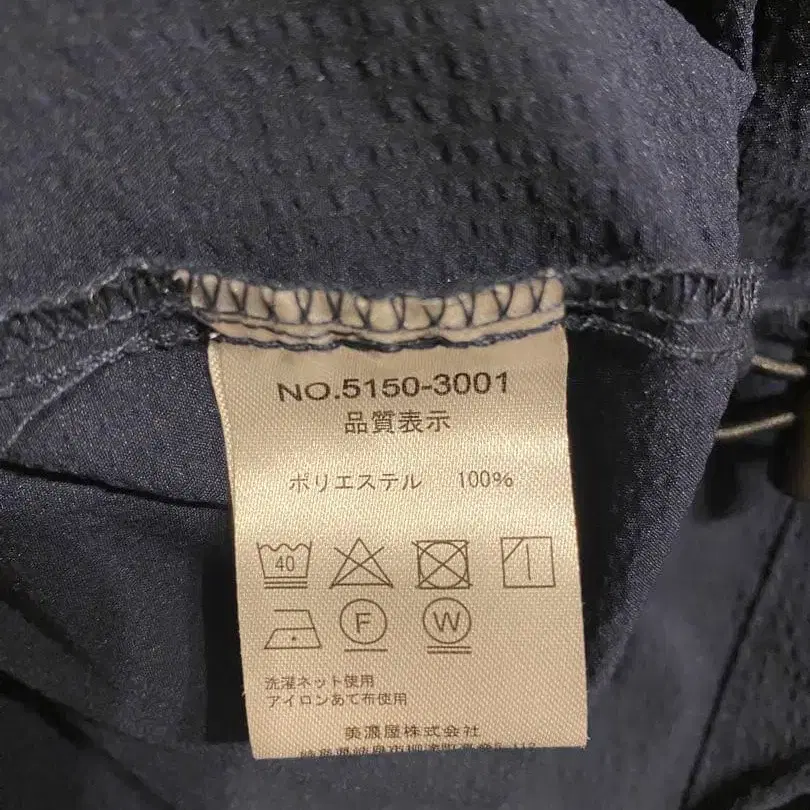 NO.5150-3001
品質表示
ポリエステル 100%
40
F W
洗濯ネット使用
アイロンあて布使用
美濃屋株式会社